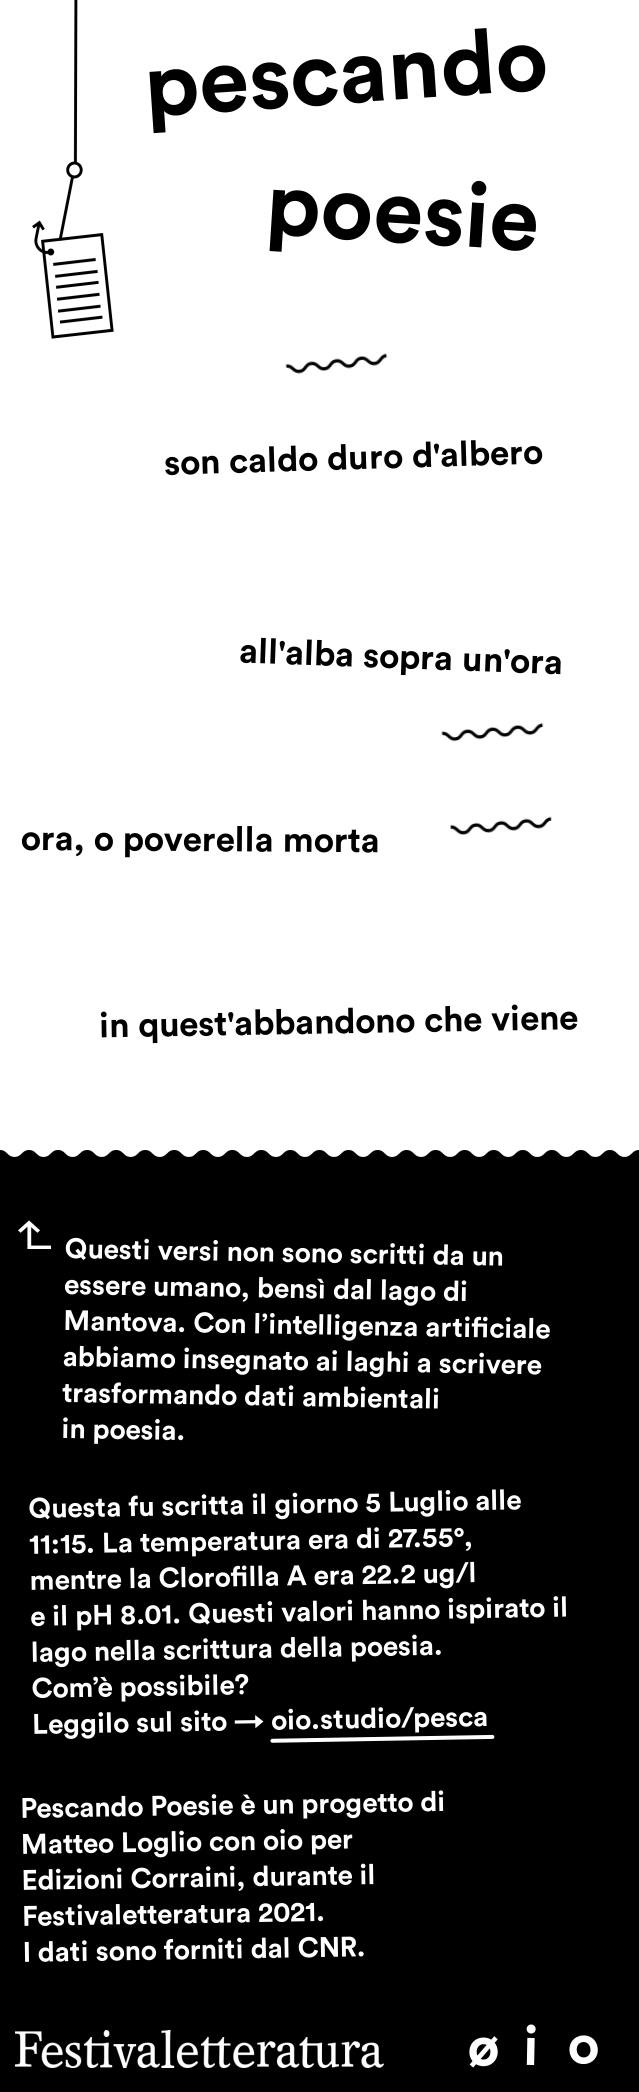 pescando
poesie
son caldo duro d'albero
all'alba sopra un'ora
ora, o poverella morta
in quest'abbandono che viene
Questi versi non sono scritti da un
essere umano, bensì dal lago di
Mantova. Con l’intelligenza artificiale
abbiamo insegnato ai laghi a scrivere
trasformando dati ambientali
in poesia.
Questa fu scritta il giorno 5 Luglio alle
11:15. La temperatura era di 27.55°,
mentre la Clorofilla A era 22.2 ug/l
e il pH 8.01. Questi valori hanno ispirato il
lago nella scrittura della poesia.
Com’è possibile?
Leggilo sul sito → oio.studio/pesca
Pescando Poesie è un progetto di
Matteo Loglio con oio per
Edizioni Corraini, durante il
Festivaletteratura 2021.
I dati sono forniti dal CNR.
Festivaletteratura ø i o